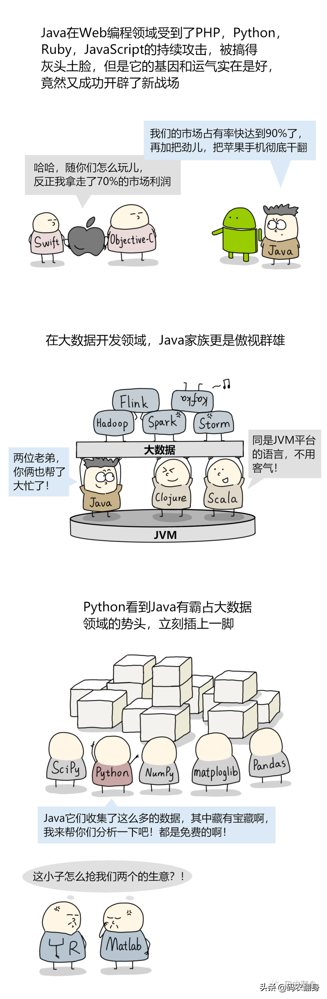 Java在Web编程领域受到了PHP，Python，
Ruby，JavaScript的持续攻击，被搞得
灰头土脸，但是它的基因和运气实在是好，
竟然又成功开辟了新战场
我们的市场占有率快达到90%了，
再加把劲儿，把苹果手机彻底干翻
哈哈，随你们怎么玩儿，
反正我拿走了70%的市场利润
Swift
Objective-C
Java
在大数据开发领域，Java家族更是傲视群雄
Flink
Kafka
Hadoop
Spark
Storm
大数据
同是JVM平台
的语言，不用
客气！
两位老弟，
你俩也帮了
大忙了！
Java
Clojure
Scala
JVM
Python看到Java有霸占大数据
领域的势头，立刻插上一脚
SciPy
Python
NumPy
matploglib
Pandas
Java它们收集了这么多的数据，其中藏有宝藏啊，
我来帮你们分析一下吧！都是免费的啊！
这小子怎么抢我们两个的生意？！
R
Matlab
码农翻身
头条 @码农翻身